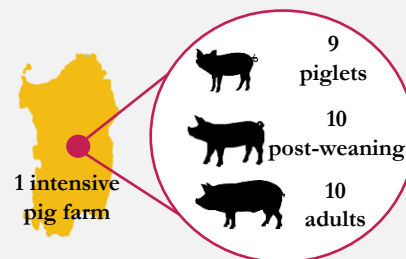 9
piglets
10
post-weaning
10
adults
1 intensive
pig farm